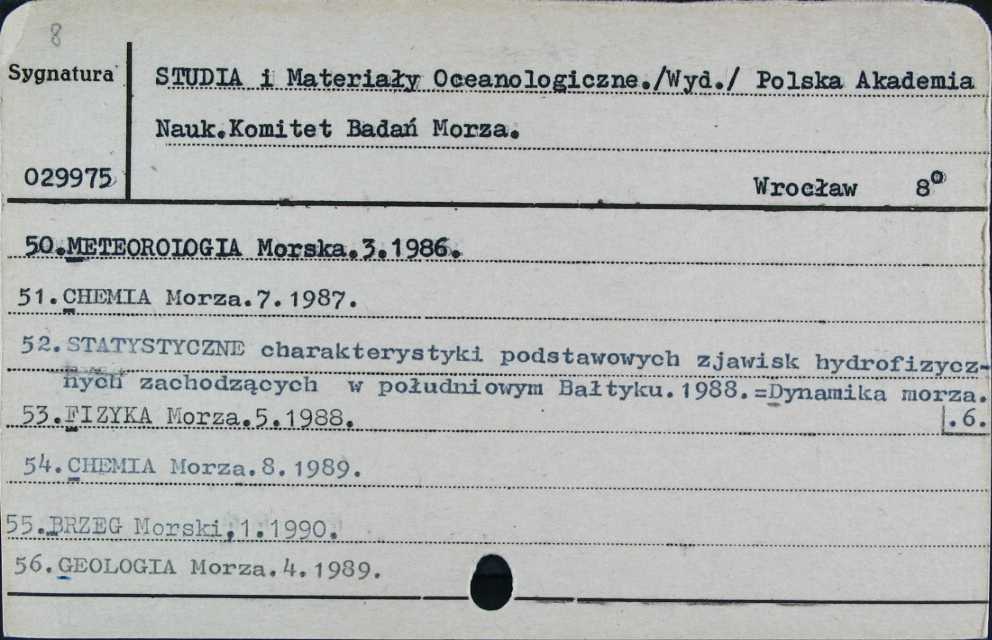 8
Sygnatura
STUDIA i Materiały Oceanologiczne./Wyd./ Polska Akademia
Nauk.Komitet Badań Morza.
029975
Wrocław 8°
50.METEOROLOGIA Morska.3.1986.
51.CHEMIA Morza.7.1987.
52.STATYSTYCZNE charakterystyki podstawowych zjawisk hydrofizycz-
nych zachodzących w południowym Bałtyku.1988.=Dynamika morza.
.6.
53.FIZYKA Morza.5.1988.
54.CHEMIA Morza.8.1989.
55.BRZEG Morski.1.1990.
56.GEOLOGIA Morza.4.1989.